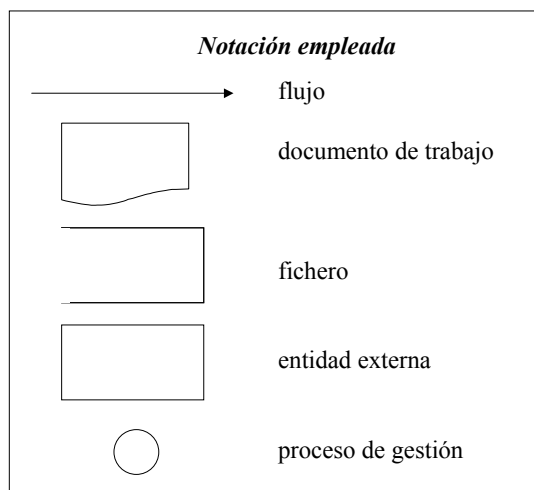 Notación empleada
flujo
documento de trabajo
fichero
entidad externa
proceso de gestión